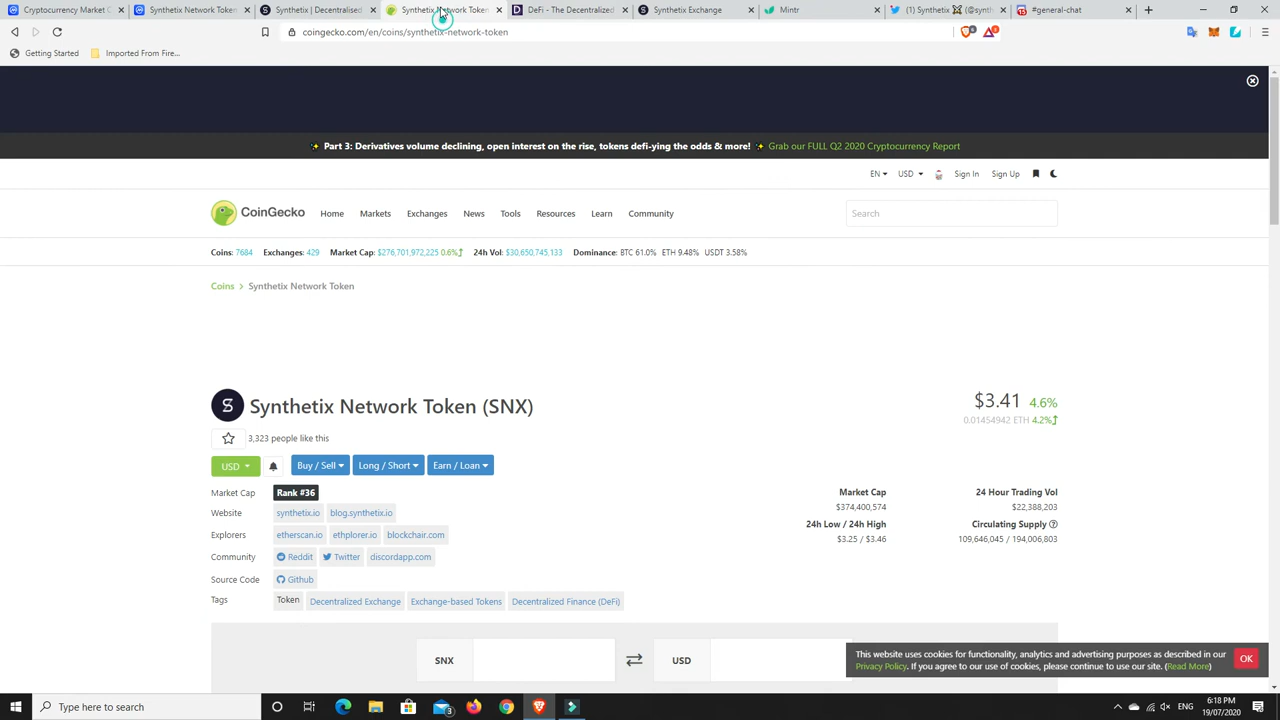 Cryptocurrency Market C
Synthetix Network Token
Synthetix | Decentralised
Synthetix Network Token
DeFi - The Decentralized
Synthetix Exchange
Mintr
Synthetix (@synth
#general-chat
coingecko.com/en/coins/synthetix-network-token
Getting Started
Imported From Fire...
Part 3: Derivatives volume declining, open interest on the rise, tokens defi-ying the odds & more! Grab our FULL Q2 2020 Cryptocurrency Report
EN USD Sign In Sign Up
CoinGecko Home Markets Exchanges News Tools Resources Learn Community Search
Coins: 7684 Exchanges: 429 Market Cap: $276,701,972,225 0.6% 24h Vol: $30,650,745,133 Dominance: BTC 61.0% ETH 9.48% USDT 3.58%
Coins > Synthetix Network Token
S Synthetix Network Token (SNX)
$3.41 4.6%
0.01454942 ETH 4.2%
3,323 people like this
USD Buy / Sell Long / Short Earn / Loan
Market Cap Rank #36
Website synthetix.io blog.synthetix.io
Explorers etherscan.io ethplorer.io blockchair.com
Community Reddit Twitter discordapp.com
Source Code Github
Tags Token Decentralized Exchange Exchange-based Tokens Decentralized Finance (DeFi)
Market Cap 24 Hour Trading Vol
$374,400,574 $22,388,203
24h Low / 24h High Circulating Supply
$3.25 / $3.46 109,646,045 / 194,006,803
SNX USD
This website uses cookies for functionality, analytics and advertising purposes as described in our
Privacy Policy. If you agree to our use of cookies, please continue to use our site. (Read More)
OK
Type here to search
3
ENG
6:18 PM
19/07/2020